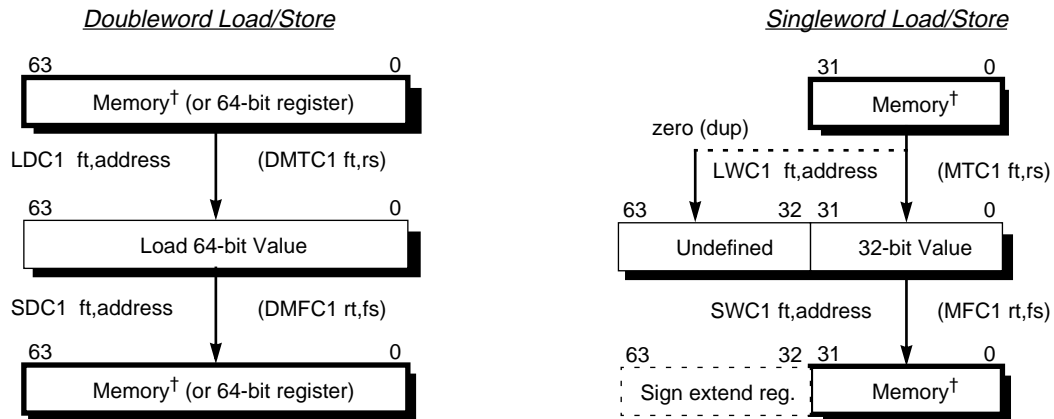 Doubleword Load/Store
63 0
Memory† (or 64-bit register)
LDC1 ft,address (DMTC1 ft,rs)
63 0
Load 64-bit Value
SDC1 ft,address (DMFC1 rt,fs)
63 0
Memory† (or 64-bit register)
Singleword Load/Store
31 0
Memory†
zero (dup)
LWC1 ft,address (MTC1 ft,rs)
63 32 31 0
Undefined 32-bit Value
SWC1 ft,address (MFC1 rt,fs)
63 32 31 0
Sign extend reg. Memory†